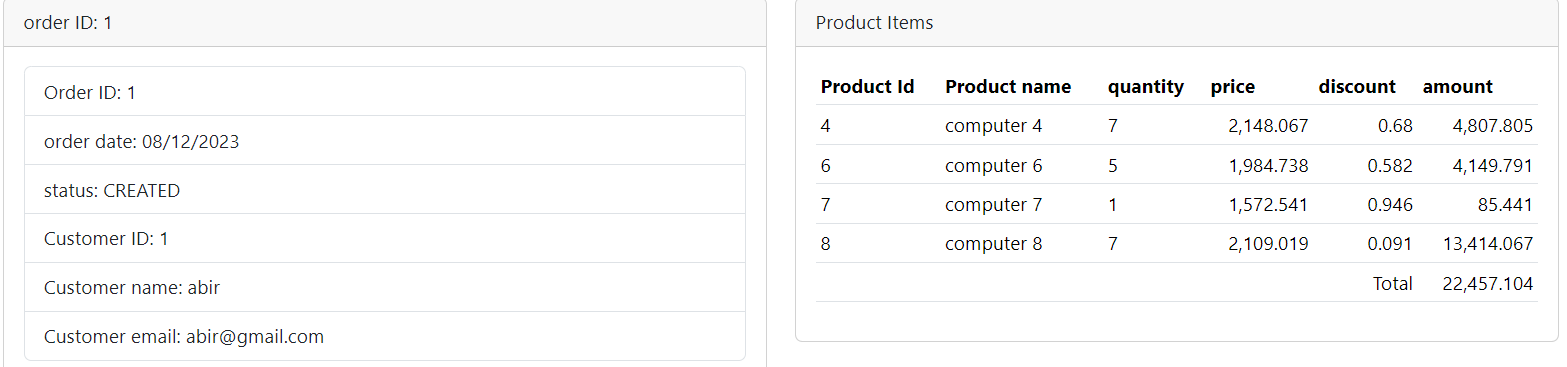 order ID: 1
Order ID: 1
order date: 08/12/2023
status: CREATED
Customer ID: 1
Customer name: abir
Customer email: abir@gmail.com
Product Items
Product Id Product name quantity price discount amount
4 computer 4 7 2,148.067 0.68 4,807.805
6 computer 6 5 1,984.738 0.582 4,149.791
7 computer 7 1 1,572.541 0.946 85.441
8 computer 8 7 2,109.019 0.091 13,414.067
Total 22,457.104